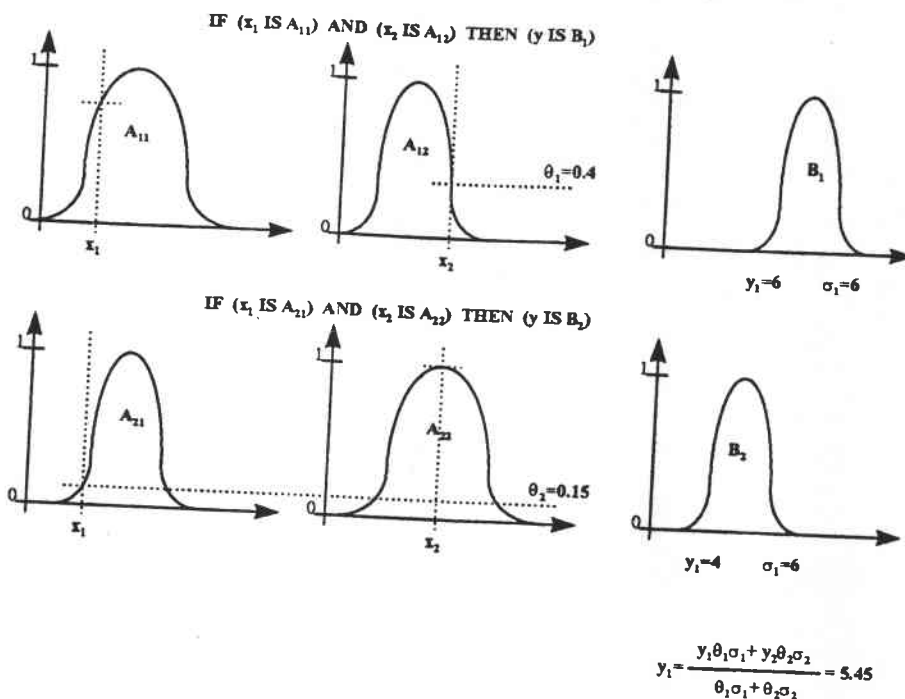 IF (x₁ IS A₁₁) AND (x₂ IS A₁₂) THEN (y IS B₁)
1 1 1
A₁₁ A₁₂ B₁
θ₁=0.4
0 0 0
x₁ x₂ y₁=6 σ₁=6
IF (x₁ IS A₂₁) AND (x₂ IS A₂₂) THEN (y IS B₂)
1 1 1
A₂₁ A₂₂ B₂
θ₂=0.15
0 0 0
x₁ x₂ y₁=4 σ₁=6
y₁= (y₁θ₁σ₁+ y₂θ₂σ₂)/(θ₁σ₁+ θ₂σ₂) = 5.45